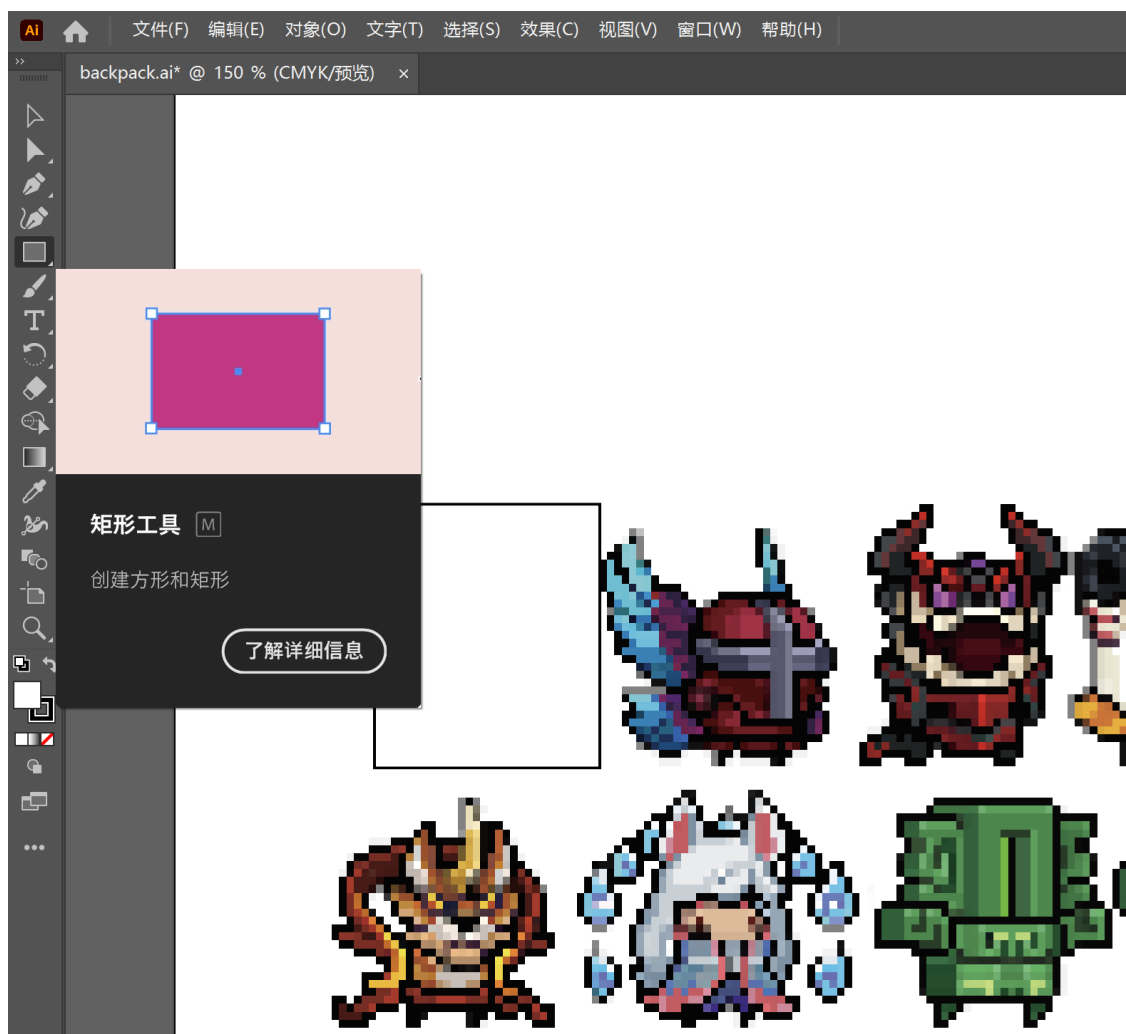 Ai 文件(F) 编辑(E) 对象(O) 文字(T) 选择(S) 效果(C) 视图(V) 窗口(W) 帮助(H)
backpack.ai* @ 150 % (CMYK/预览) ×
矩形工具 M
创建方形和矩形
了解详细信息